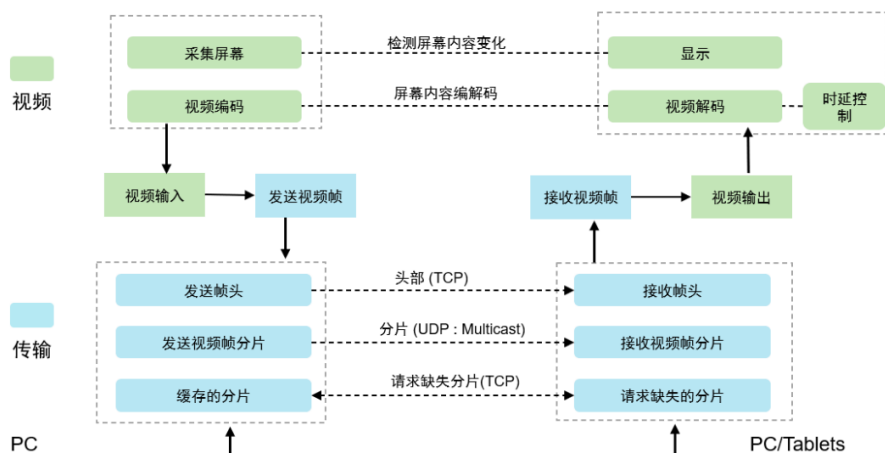 采集屏幕
检测屏幕内容变化
显示
视频
视频编码
屏幕内容编解码
视频解码
时延控
制
视频输入
发送视频帧
接收视频帧
视频输出
发送帧头
头部 (TCP)
接收帧头
传输
发送视频帧分片
分片 (UDP : Multicast)
接收视频帧分片
缓存的分片
请求缺失分片(TCP)
请求缺失的分片
PC
PC/Tablets